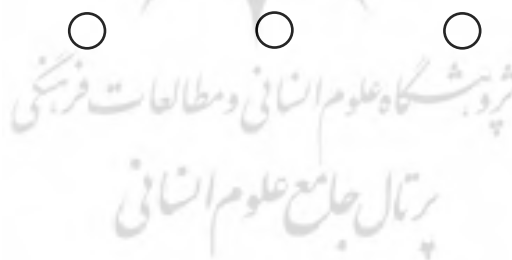 پژوهشگاه علوم انسانی و مطالعات فرهنگی
پرتال جامع علوم انسانی